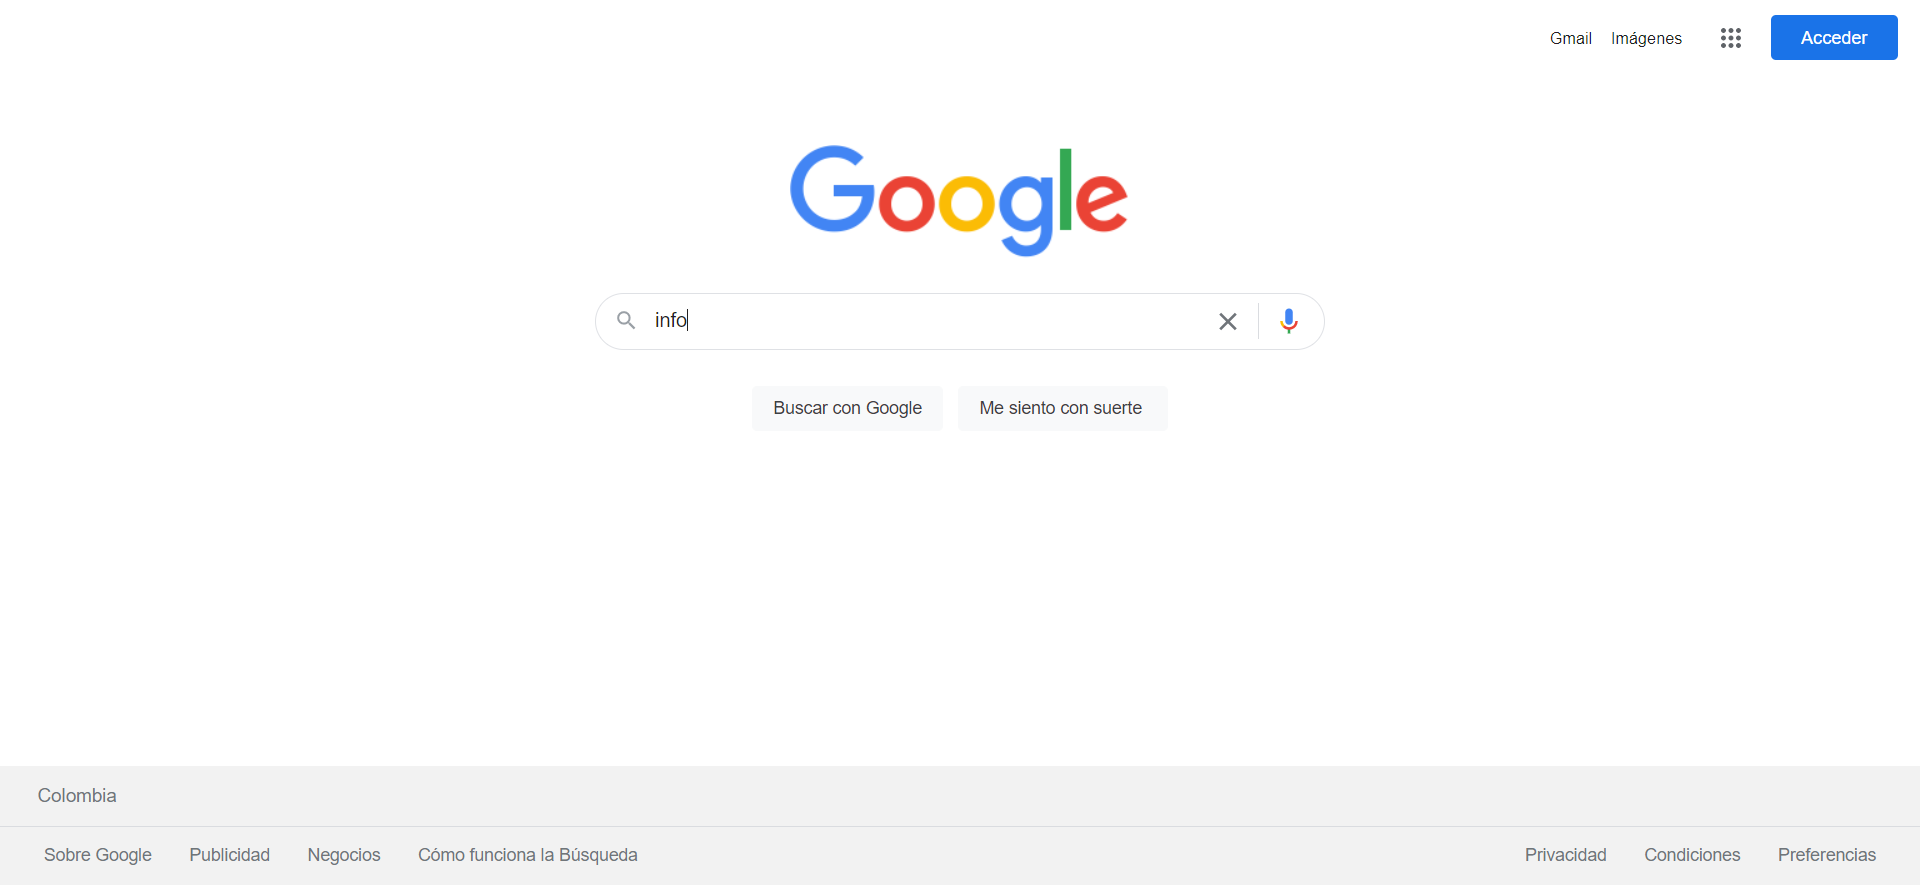 Gmail Imágenes Acceder
Google
info
Buscar con Google Me siento con suerte
Colombia
Sobre Google Publicidad Negocios Cómo funciona la Búsqueda Privacidad Condiciones Preferencias